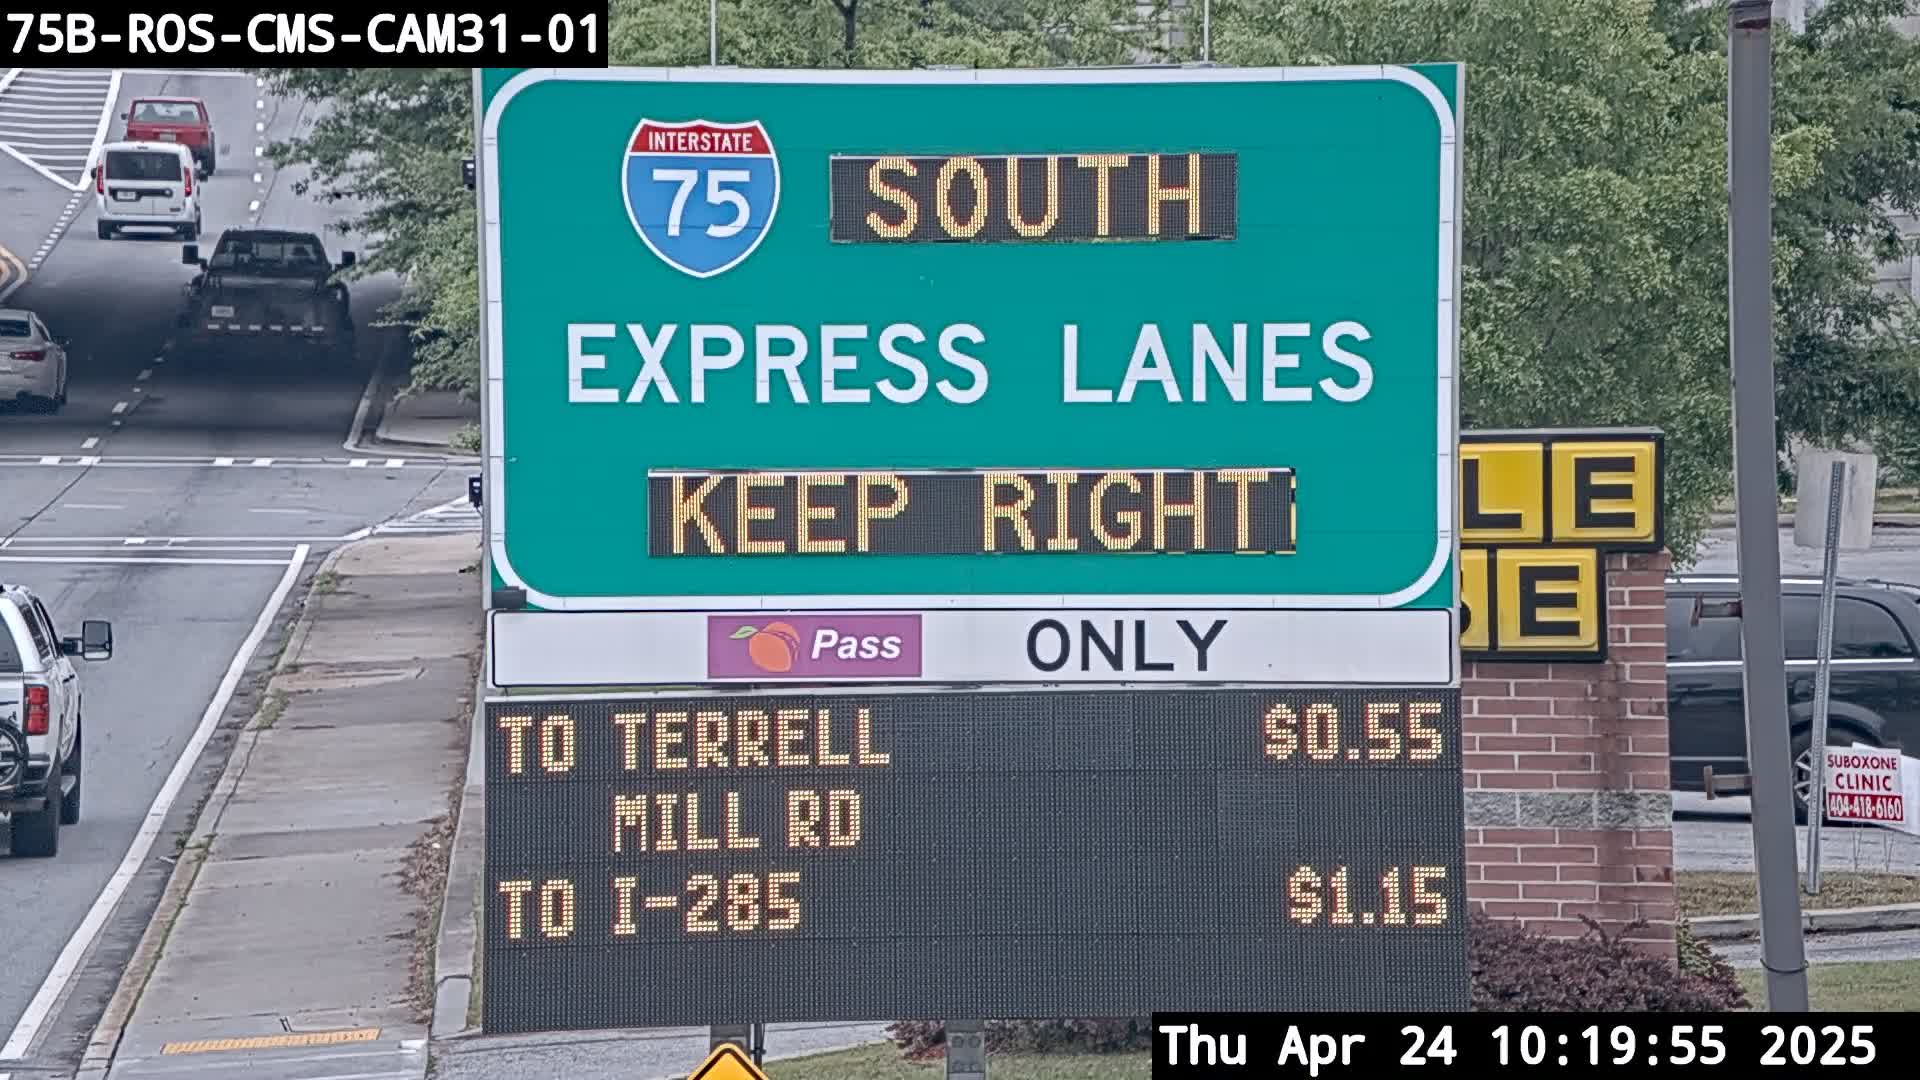 75B-ROS-CMS-CAM31-01
INTERSTATE
75
SOUTH
EXPRESS LANES
KEEP RIGHT
Pass ONLY
TO TERRELL $0.55
MILL RD
TO I-285 $1.15
LE
E
SUBOXONE
CLINIC
404-418-6160
Thu Apr 24 10:19:55 2025